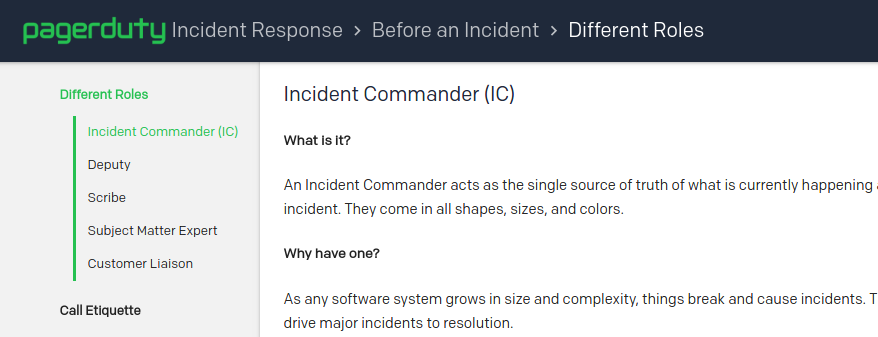 pagerduty Incident Response › Before an Incident › Different Roles
Different Roles
Incident Commander (IC)
Deputy
Scribe
Subject Matter Expert
Customer Liaison
Call Etiquette
Incident Commander (IC)
What is it?
An Incident Commander acts as the single source of truth of what is currently happening
incident. They come in all shapes, sizes, and colors.
Why have one?
As any software system grows in size and complexity, things break and cause incidents.
drive major incidents to resolution.